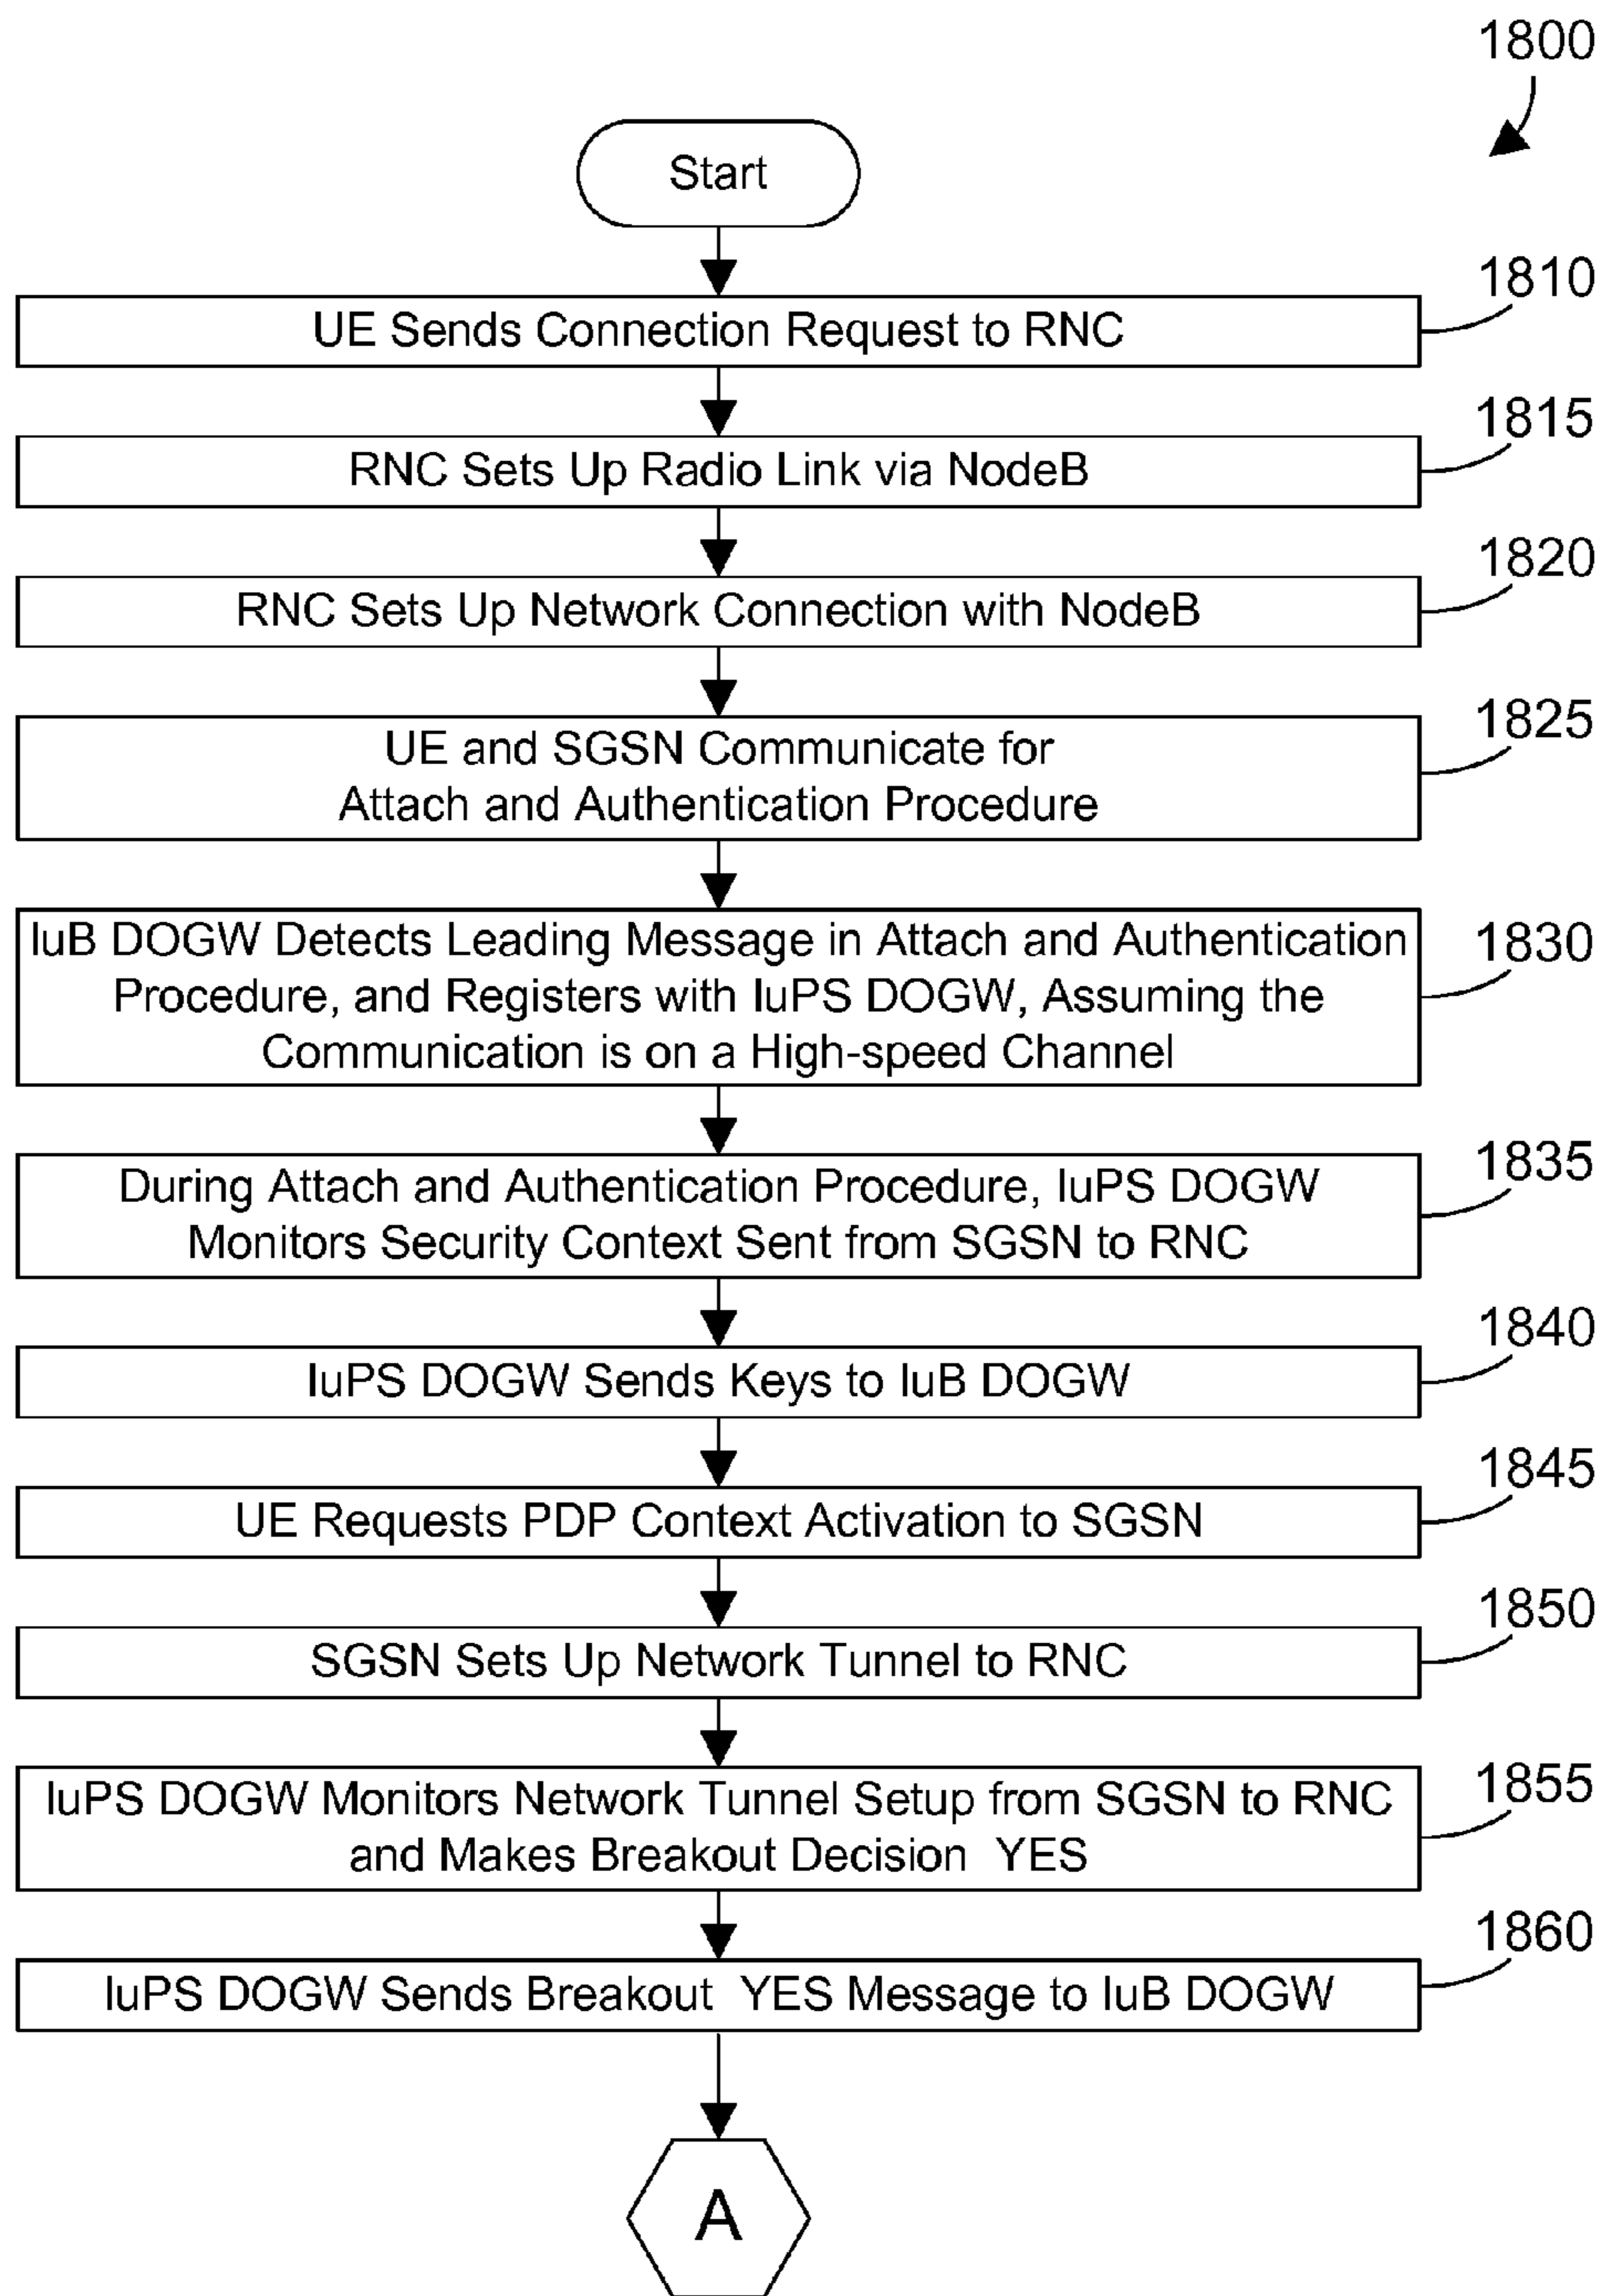 1800
Start
1810
UE Sends Connection Request to RNC
1815
RNC Sets Up Radio Link via NodeB
1820
RNC Sets Up Network Connection with NodeB
1825
UE and SGSN Communicate for
Attach and Authentication Procedure
1830
IuB DOGW Detects Leading Message in Attach and Authentication
Procedure, and Registers with IuPS DOGW, Assuming the
Communication is on a High-speed Channel
1835
During Attach and Authentication Procedure, IuPS DOGW
Monitors Security Context Sent from SGSN to RNC
1840
IuPS DOGW Sends Keys to IuB DOGW
1845
UE Requests PDP Context Activation to SGSN
1850
SGSN Sets Up Network Tunnel to RNC
1855
IuPS DOGW Monitors Network Tunnel Setup from SGSN to RNC
and Makes Breakout Decision YES
1860
IuPS DOGW Sends Breakout YES Message to IuB DOGW
A